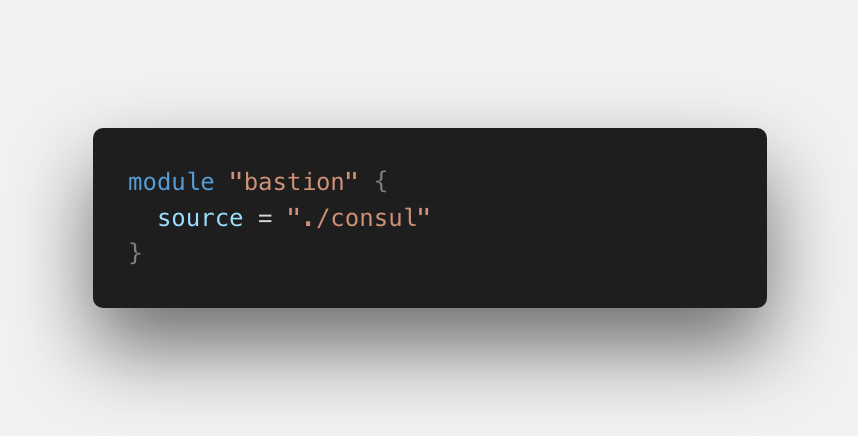 module "bastion" {
  source = "./consul"
}